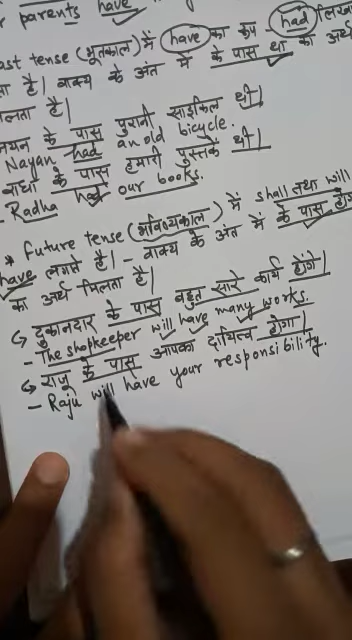 parents have
ast tense (भूतकाल) में have का रूप - had लिखा
ता है। वाक्य के अंत में के पास था का अर्थ
लता है।
नयन के पास पुरानी साइकिल थी।
Nayan had an old bicycle.
राधा के पास हमारी पुस्तकें थी।
- Radha had our books.
* Future tense (भविष्यकाल) में shall तथा will
have लगते है। - वाक्य के अंत में के पास होग
का अर्थ मिलता है।
↳ दुकानदार के पास बहुत सारे कार्य होंगे।
- The shopkeeper will have many works.
↳ राजू के पास आपका दायित्व होगा।
- Raju will have your responsibility.